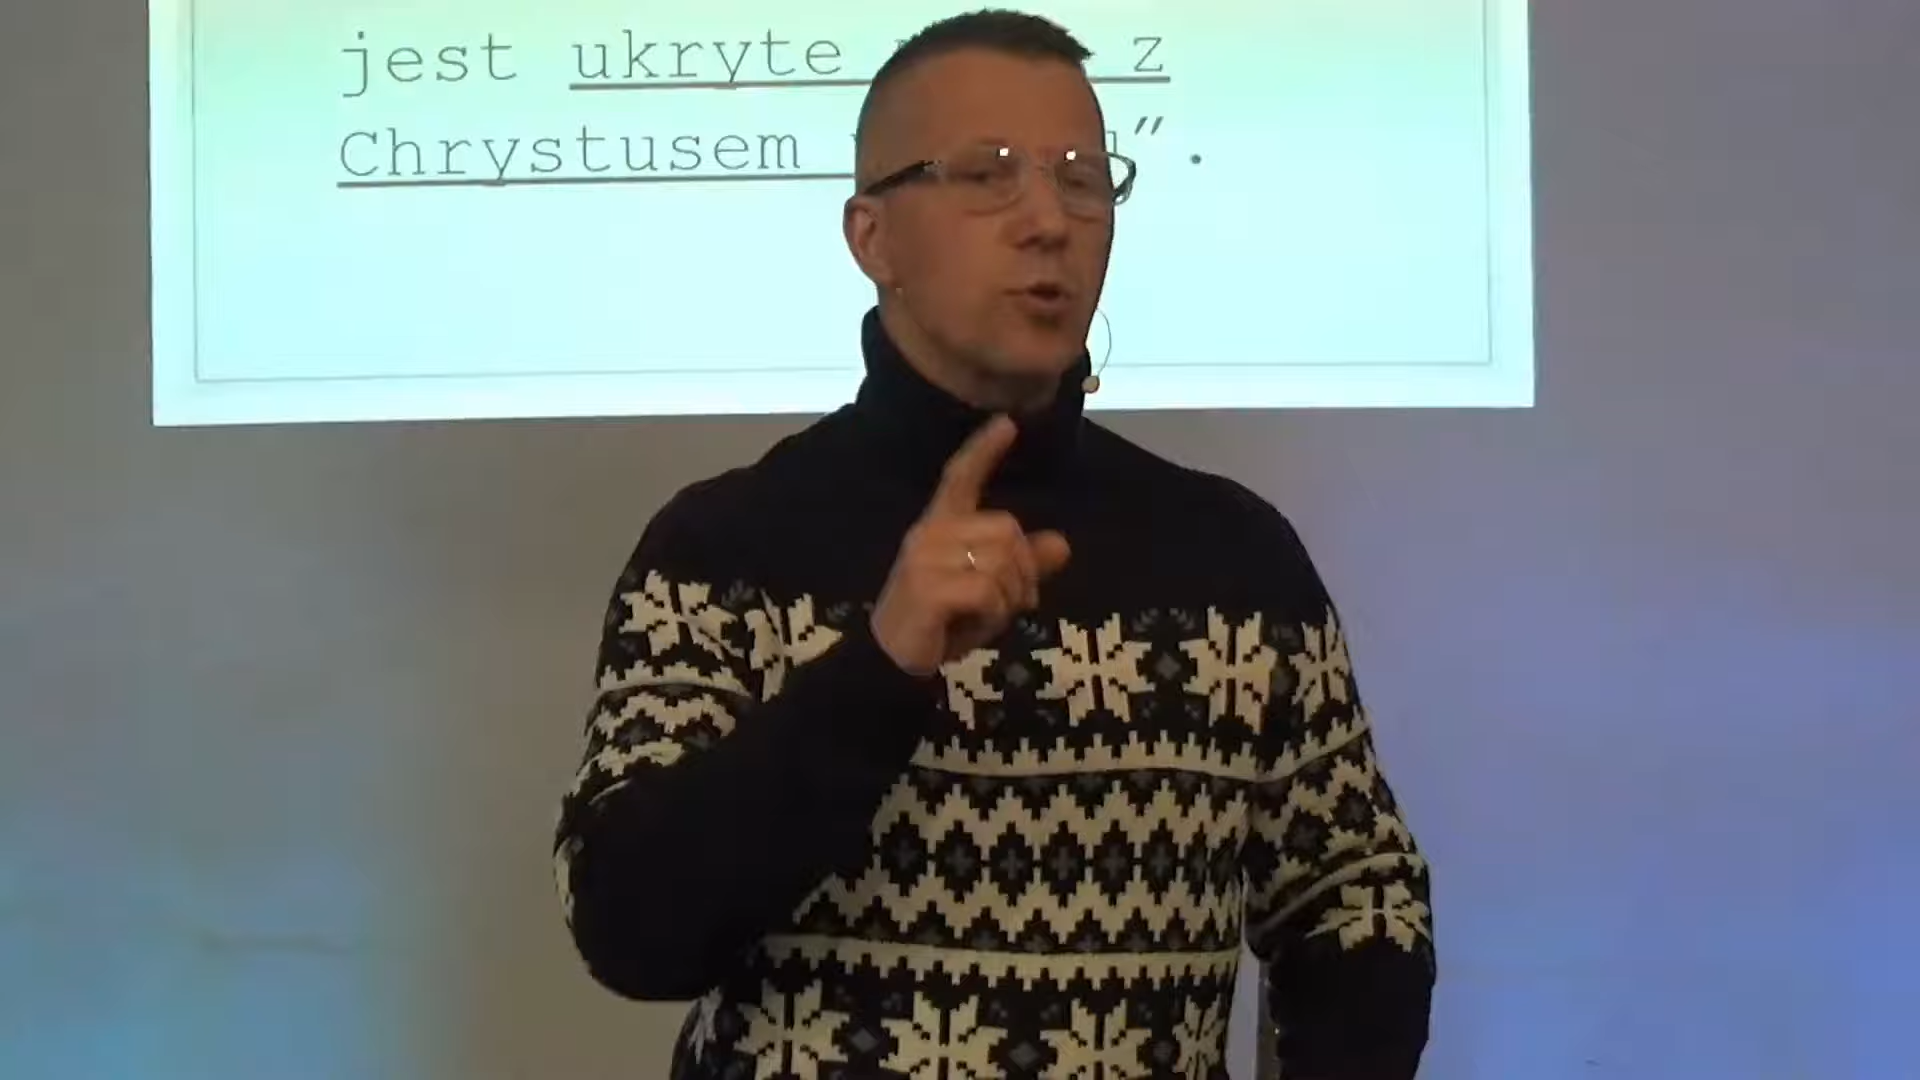 jest ukryte z
Chrystusem ”.